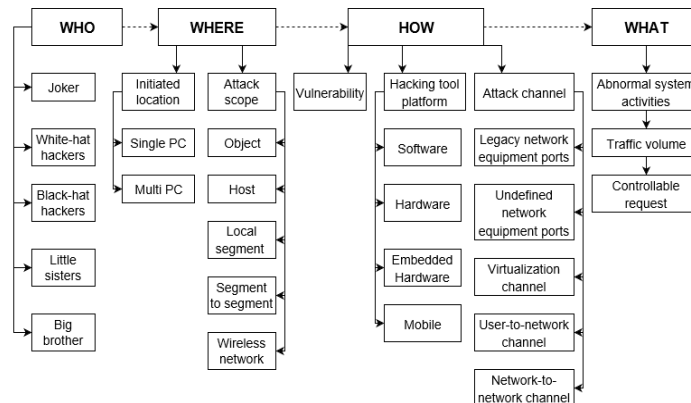 WHO
WHERE
HOW
WHAT
Joker
White-hat
hackers
Black-hat
hackers
Little
sisters
Big
brother
Initiated
location
Single PC
Multi PC
Attack
scope
Object
Host
Local
segment
Segment
to segment
Wireless
network
Vulnerability
Hacking tool
platform
Software
Hardware
Embedded
Hardware
Mobile
Attack channel
Legacy network
equipment ports
Undefined
network
equipment ports
Virtualization
channel
User-to-network
channel
Network-to-
network channel
Abnormal system
activities
Traffic volume
Controllable
request